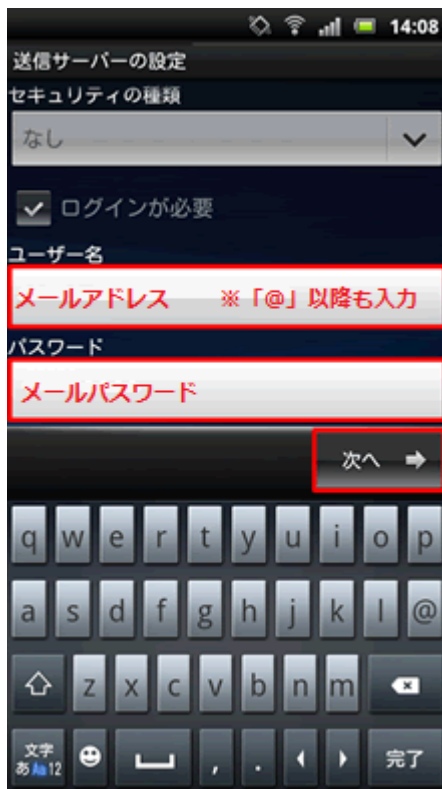 14:08
送信サーバーの設定
セキュリティの種類
なし
ログインが必要
ユーザー名
メールアドレス ※「@」以降も入力
パスワード
メールパスワード
次へ
q w e r t y u i o p
a s d f g h j k l @
z x c v b n m
文字 , . 完了
あAa12